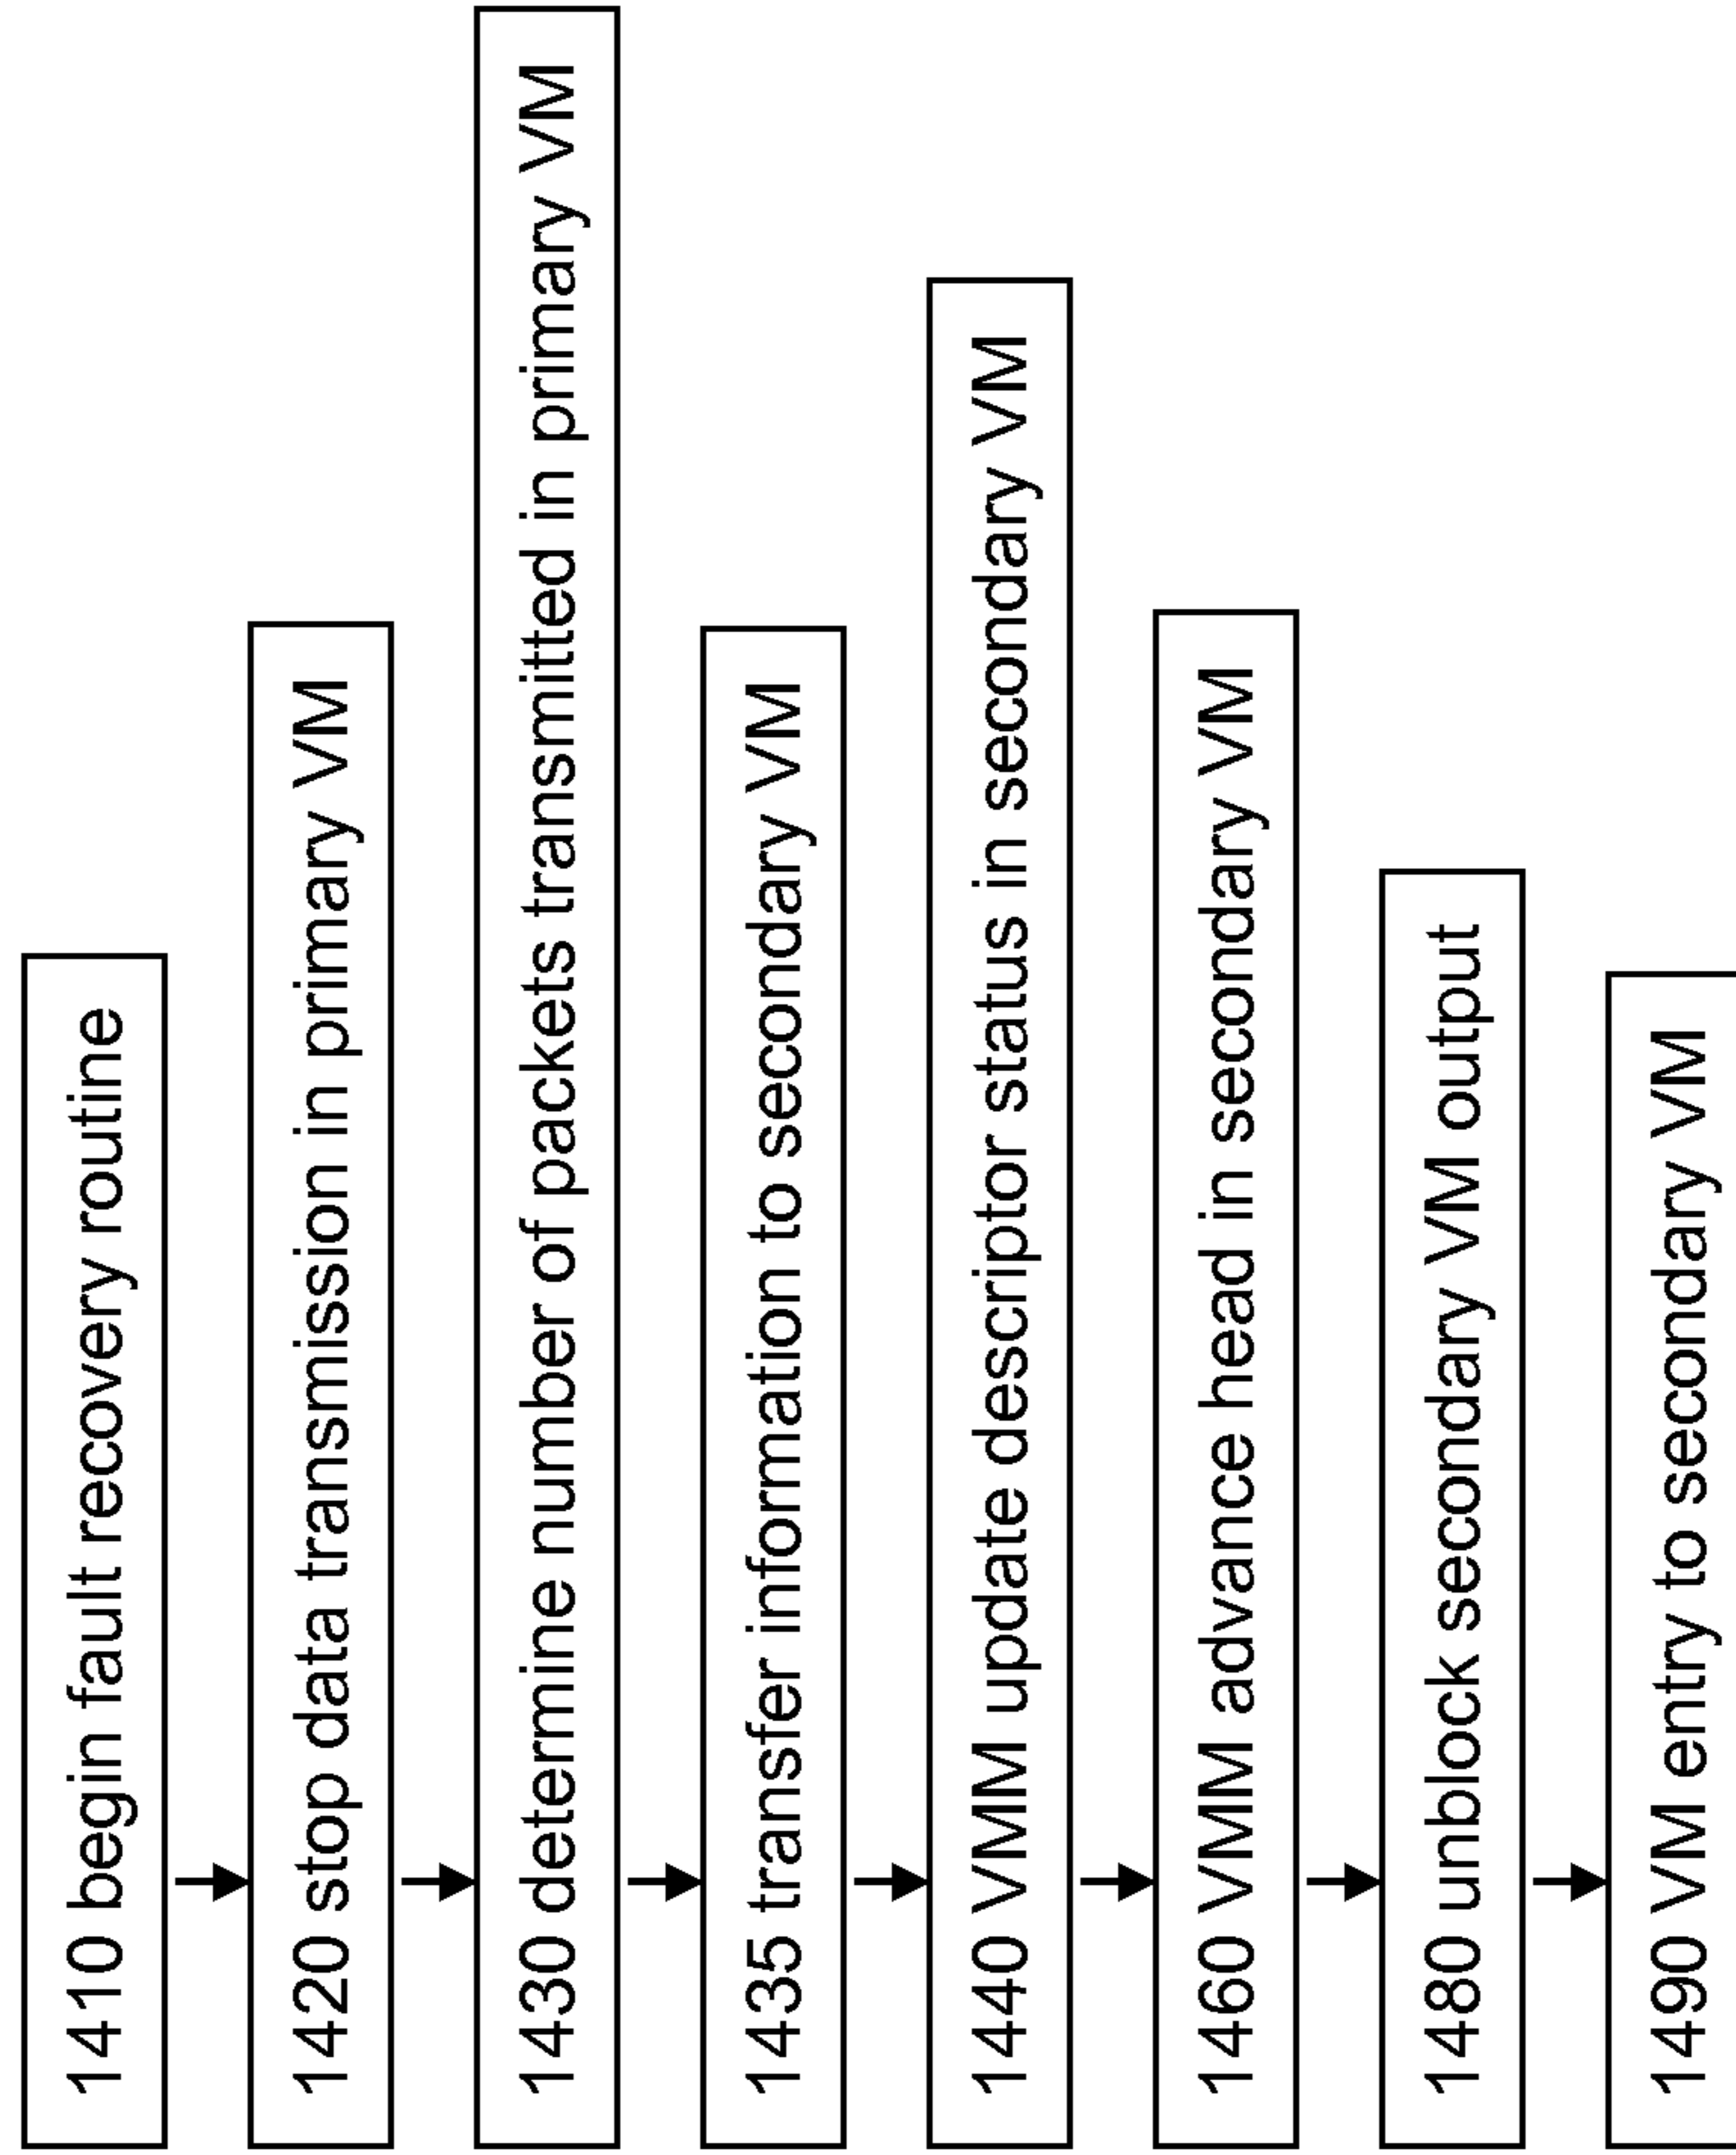 1410 begin fault recovery routine
1420 stop data transmission in primary VM
1430 determine number of packets transmitted in primary VM
1435 transfer information to secondary VM
1440 VMM update descriptor status in secondary VM
1460 VMM advance head in secondary VM
1480 unblock secondary VM output
1490 VM entry to secondary VM